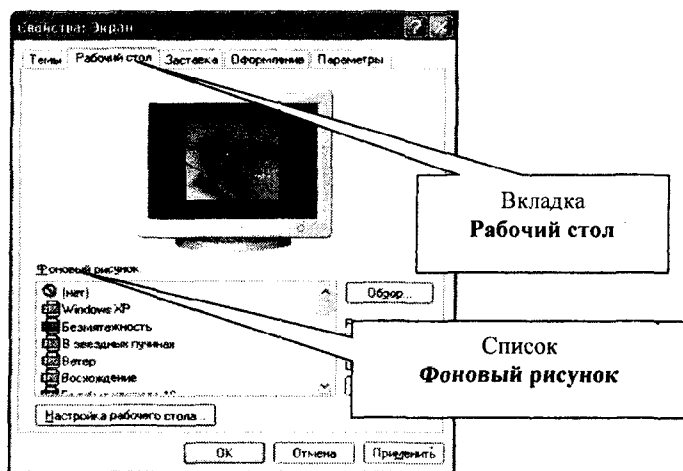 Свойства: Экран
Темы Рабочий стол Заставка Оформление Параметры
Вкладка
Рабочий стол
Фоновый рисунок:
(нет)
Обзор...
Windows XP
Безмятежность
В звездных пучинах
Ветер
Восхождение
Список
Фоновый рисунок
Настройка рабочего стола...
OK Отмена Применить